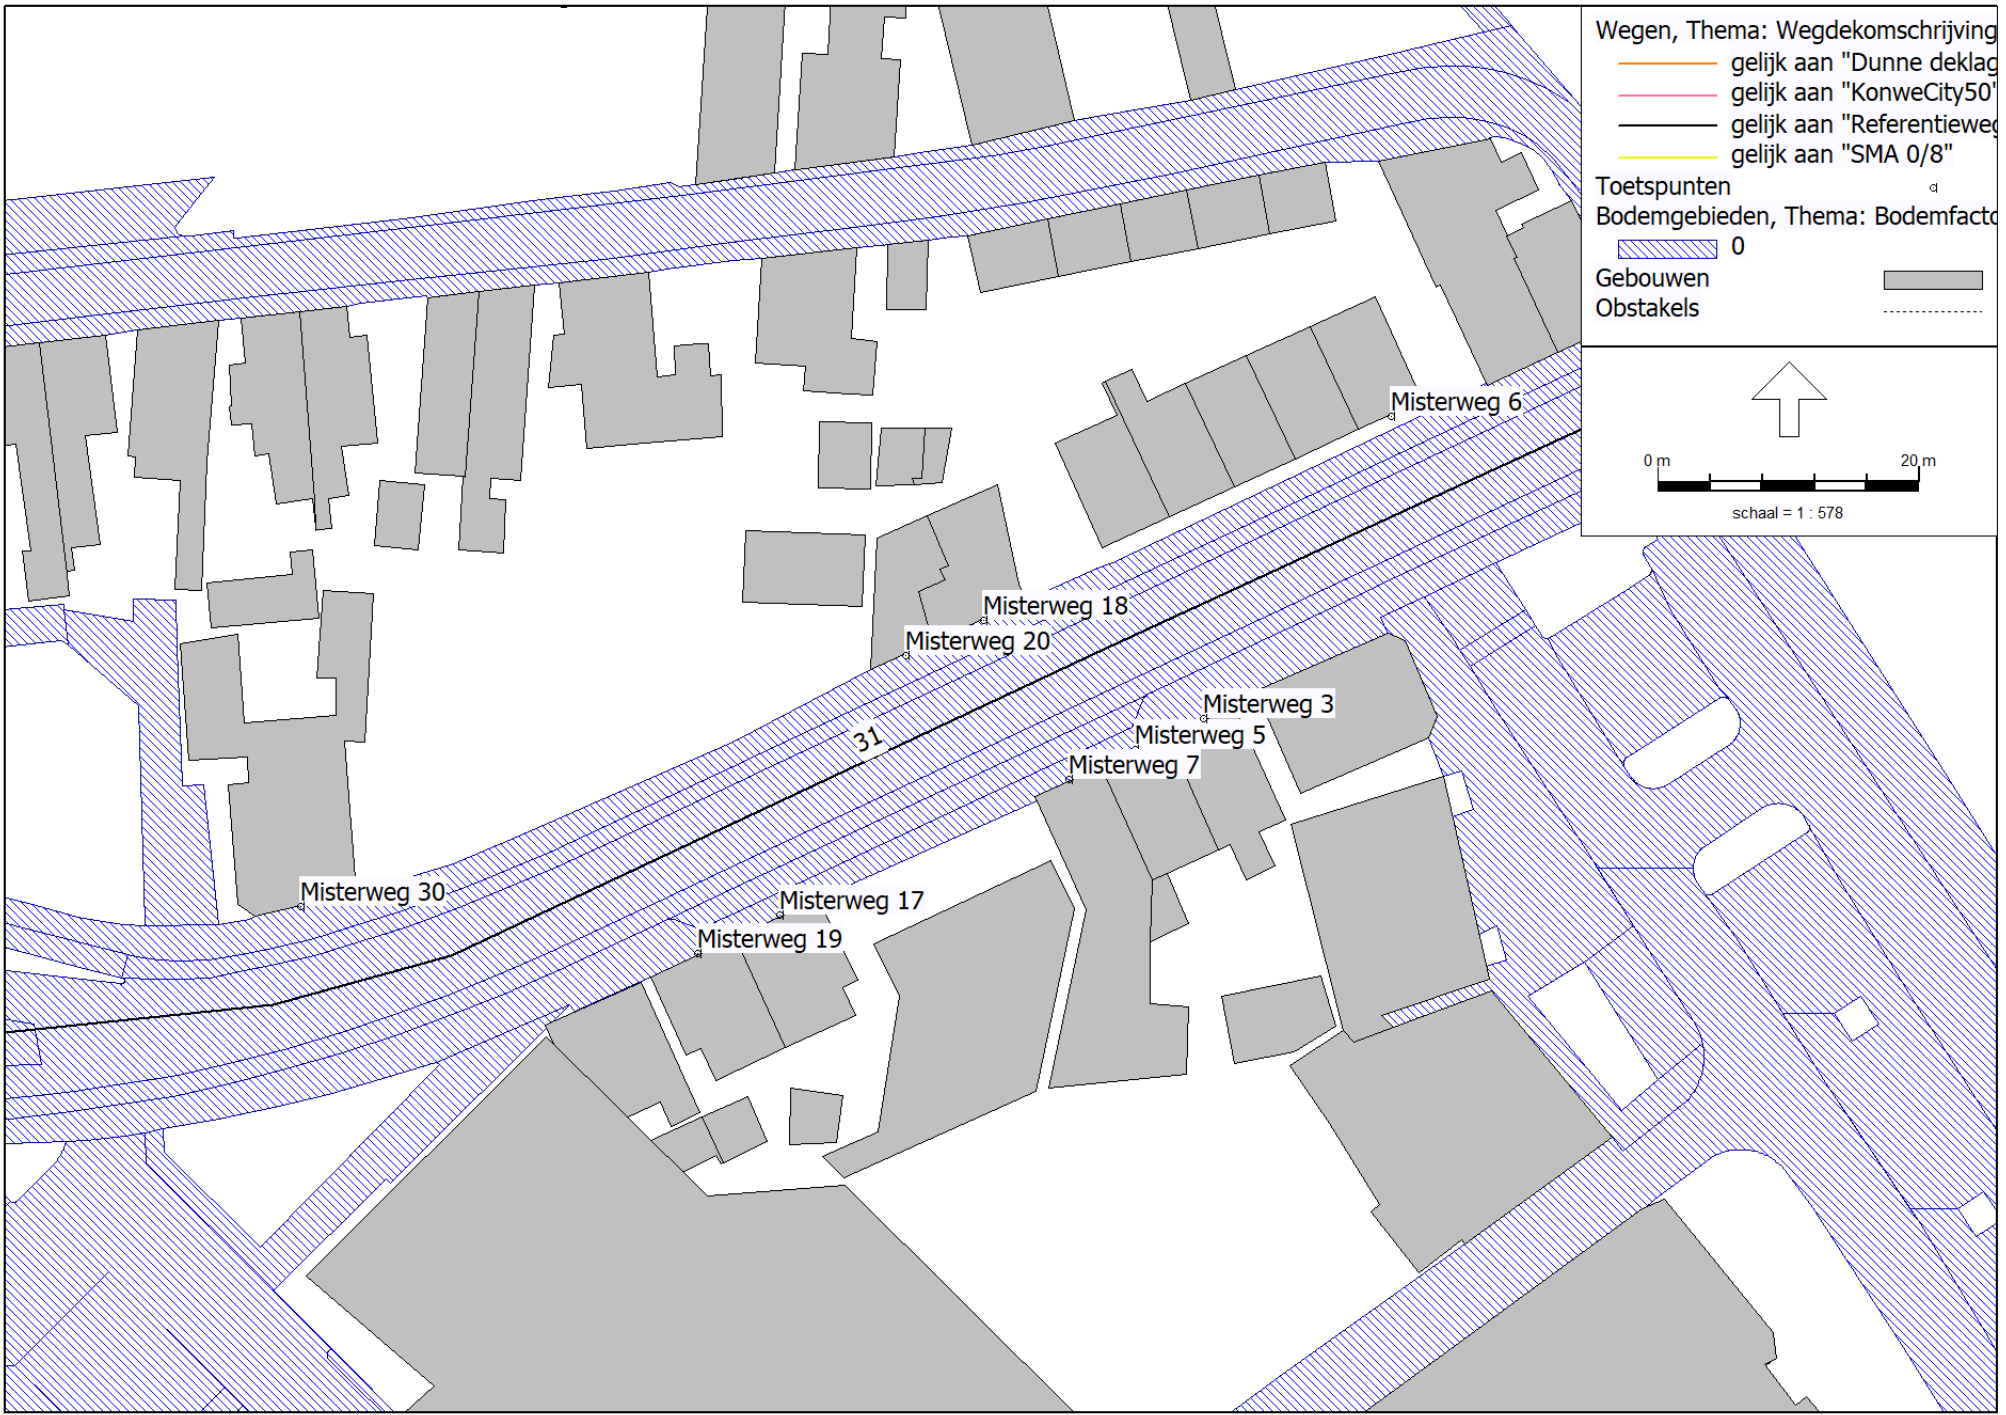 Wegen, Thema: Wegdekomschrijving
gelijk aan "Dunne deklag
gelijk aan "KonweCity50"
gelijk aan "Referentieweg
gelijk aan "SMA 0/8"
Toetspunten
Bodemgebieden, Thema: Bodemfacto
0
Gebouwen
Obstakels
0 m 20 m
schaal = 1 : 578
Misterweg 6
Misterweg 18
Misterweg 20
Misterweg 3
Misterweg 5
31
Misterweg 7
Misterweg 30
Misterweg 17
Misterweg 19